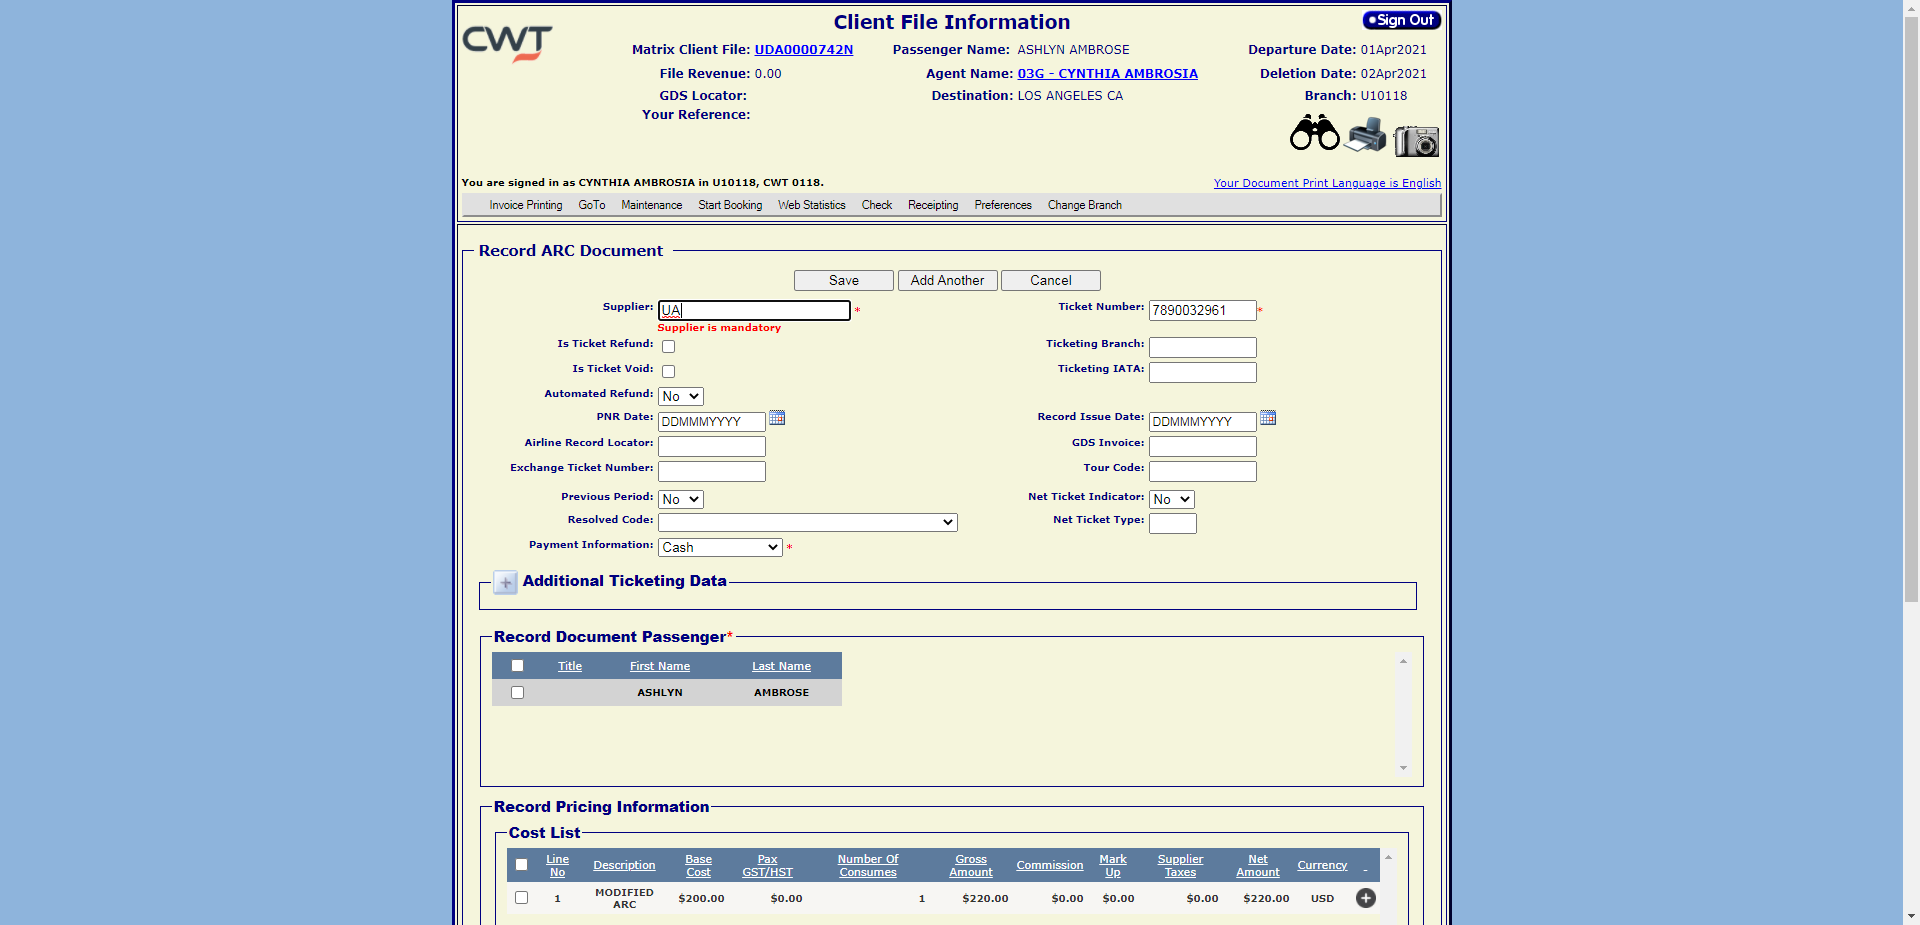 CWT
Client File Information
Sign Out
Matrix Client File: UDA0000742N
Passenger Name: ASHLYN AMBROSE
Departure Date: 01Apr2021
File Revenue: 0.00
Agent Name: 03G - CYNTHIA AMBROSIA
Deletion Date: 02Apr2021
GDS Locator:
Destination: LOS ANGELES CA
Branch: U10118
Your Reference:
You are signed in as CYNTHIA AMBROSIA in U10118, CWT 0118.
Your Document Print Language is English
Invoice Printing GoTo Maintenance Start Booking Web Statistics Check Receipting Preferences Change Branch
Record ARC Document
Save Add Another Cancel
Supplier: UA *
Ticket Number: 7890032961 *
Supplier is mandatory
Is Ticket Refund:
Ticketing Branch:
Is Ticket Void:
Ticketing IATA:
Automated Refund: No
PNR Date: DDMMMYYYY
Record Issue Date: DDMMMYYYY
Airline Record Locator:
GDS Invoice:
Exchange Ticket Number:
Tour Code:
Previous Period: No
Net Ticket Indicator: No
Resolved Code:
Net Ticket Type:
Payment Information: Cash *
+ Additional Ticketing Data
Record Document Passenger*
Title First Name Last Name
ASHLYN AMBROSE
Record Pricing Information
Cost List
Line No Description Base Cost Pax GST/HST Number Of Consumes Gross Amount Commission Mark Up Supplier Taxes Net Amount Currency -
1 MODIFIED ARC $200.00 $0.00 1 $220.00 $0.00 $0.00 $0.00 $220.00 USD +